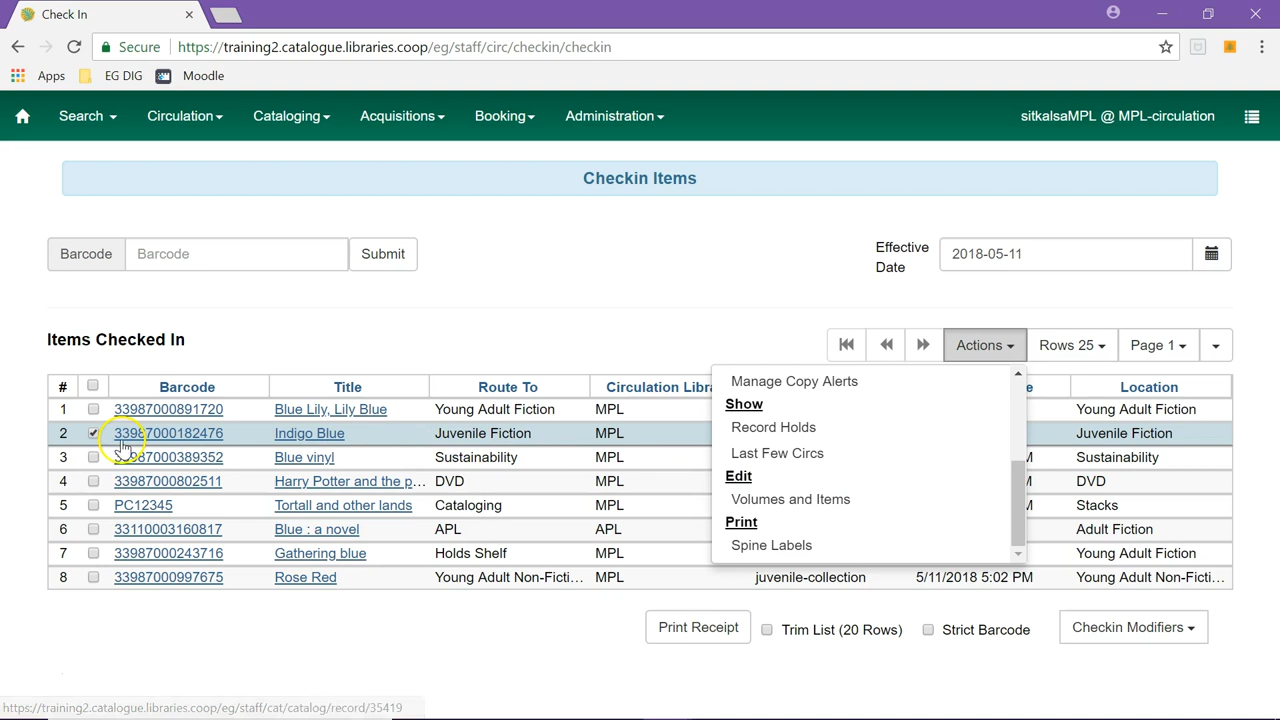 Check In
Secure https://training2.catalogue.libraries.coop/eg/staff/circ/checkin/checkin
Apps EG DIG Moodle
Search Circulation Cataloging Acquisitions Booking Administration sitkalsaMPL @ MPL-circulation
Checkin Items
Barcode Barcode Submit Effective Date 2018-05-11
Items Checked In Actions Rows 25 Page 1
# Barcode Title Route To Circulation Libra e Location
1 33987000891720 Blue Lily, Lily Blue Young Adult Fiction MPL Young Adult Fiction
2 33987000182476 Indigo Blue Juvenile Fiction MPL Juvenile Fiction
3 33987000389352 Blue vinyl Sustainability MPL M Sustainability
4 33987000802511 Harry Potter and the p... DVD MPL DVD
5 PC12345 Tortall and other lands Cataloging MPL M Stacks
6 33110003160817 Blue : a novel APL APL Adult Fiction
7 33987000243716 Gathering blue Holds Shelf MPL Young Adult Fiction
8 33987000997675 Rose Red Young Adult Non-Ficti... MPL juvenile-collection 5/11/2018 5:02 PM Young Adult Non-Ficti...
Manage Copy Alerts
Show
Record Holds
Last Few Circs
Edit
Volumes and Items
Print
Spine Labels
Print Receipt Trim List (20 Rows) Strict Barcode Checkin Modifiers
https://training2.catalogue.libraries.coop/eg/staff/cat/catalog/record/35419